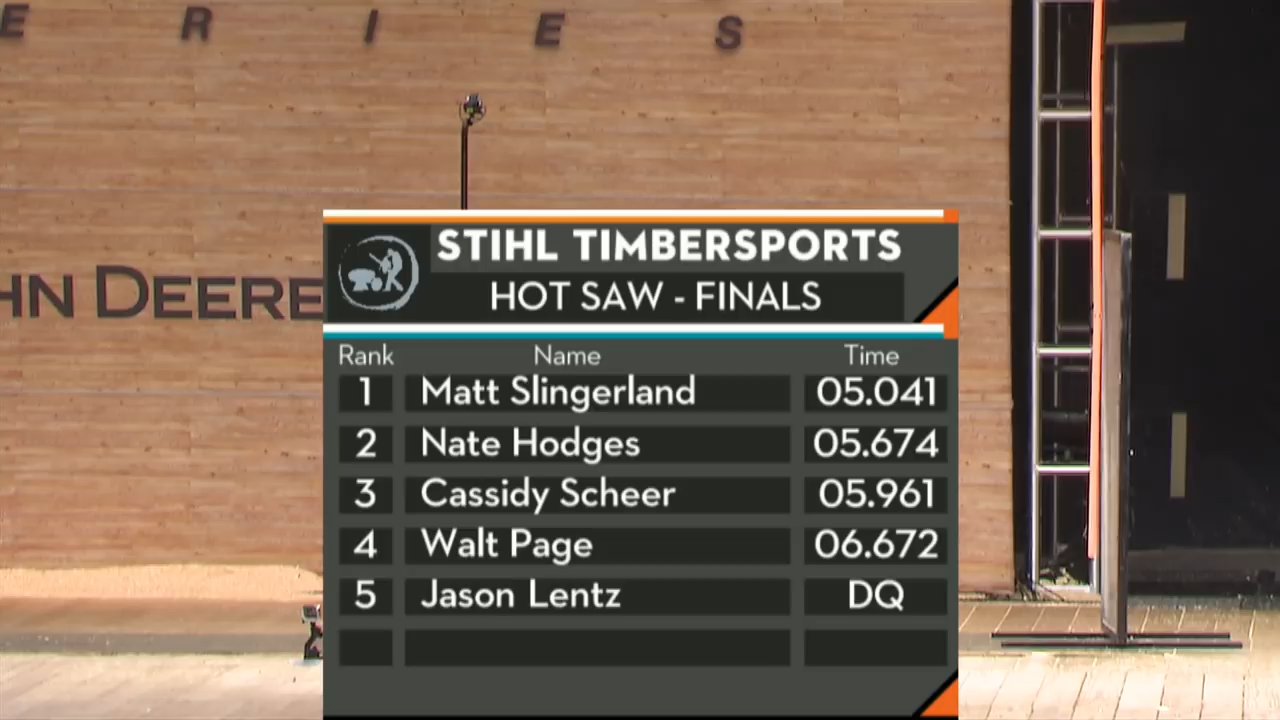 E R I E S
HN DEERE
STIHL TIMBERSPORTS
HOT SAW - FINALS
Rank Name Time
1 Matt Slingerland 05.041
2 Nate Hodges 05.674
3 Cassidy Scheer 05.961
4 Walt Page 06.672
5 Jason Lentz DQ